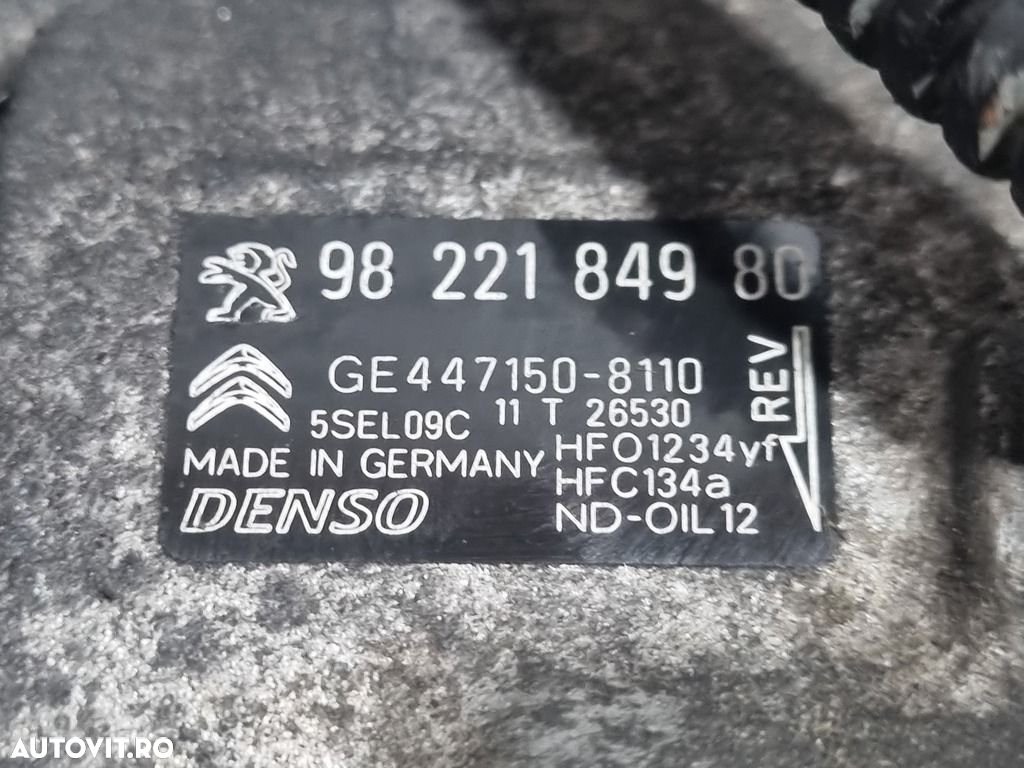 98 221 849 80
GE447150-8110
5SEL09C 11 T 26530
MADE IN GERMANY HFO1234yf
HFC134a
DENSO ND-OIL12
REV
AUTOVIT.RO